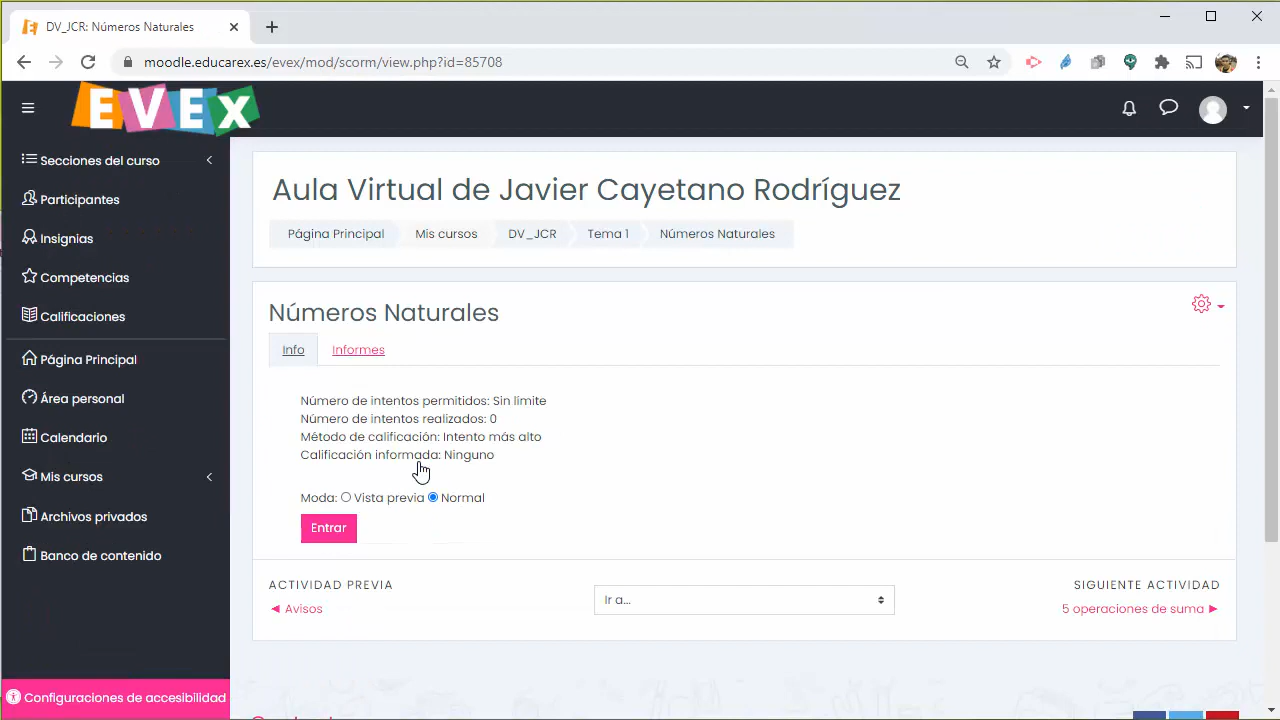 DV_JCR: Números Naturales
moodle.educarex.es/evex/mod/scorm/view.php?id=85708
EVEX
Secciones del curso
Participantes
Insignias
Competencias
Calificaciones
Página Principal
Área personal
Calendario
Mis cursos
Archivos privados
Banco de contenido
Configuraciones de accesibilidad
Aula Virtual de Javier Cayetano Rodríguez
Página Principal Mis cursos DV_JCR Tema 1 Números Naturales
Números Naturales
Info Informes
Número de intentos permitidos: Sin límite
Número de intentos realizados: 0
Método de calificación: Intento más alto
Calificación informada: Ninguno
Moda: Vista previa Normal
Entrar
ACTIVIDAD PREVIA
◄ Avisos
Ir a...
SIGUIENTE ACTIVIDAD
5 operaciones de suma ►